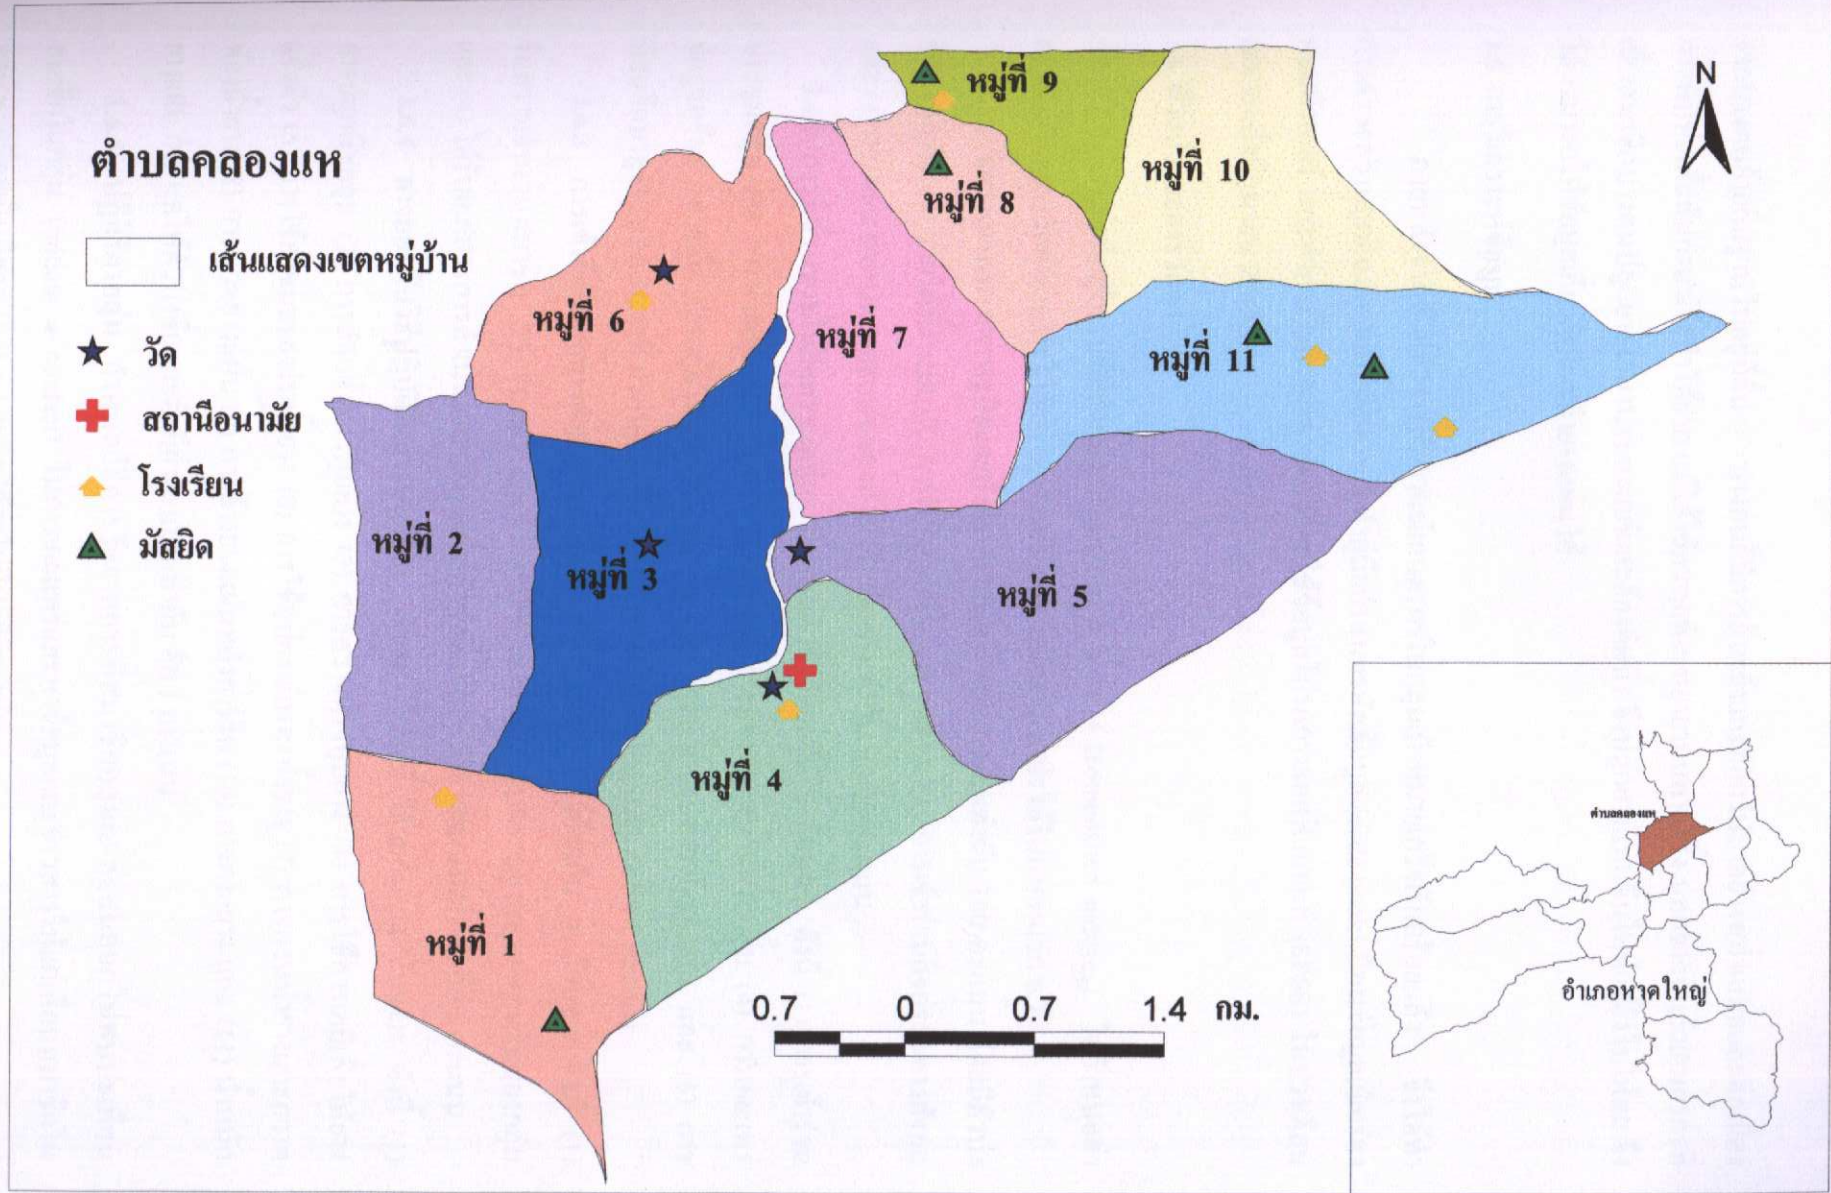 ตำบลคลองแห
เส้นแสดงเขตหมู่บ้าน
วัด
สถานีอนามัย
โรงเรียน
มัสยิด
หมู่ที่ 9
หมู่ที่ 10
หมู่ที่ 8
หมู่ที่ 6
หมู่ที่ 7
หมู่ที่ 11
หมู่ที่ 2
หมู่ที่ 3
หมู่ที่ 5
หมู่ที่ 4
หมู่ที่ 1
N
0.7 0 0.7 1.4 กม.
ตำบลคลองแห
อำเภอหาดใหญ่